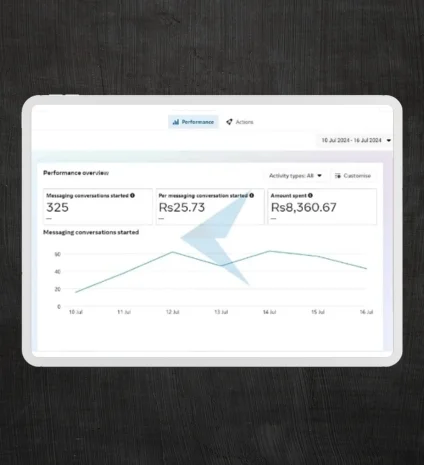 Performance
Actions
10 Jul 2024 - 16 Jul 2024
Performance overview
Activity types: All
Customise
Messaging conversations started
325
--
Per messaging conversation started
Rs25.73
--
Amount spent
Rs8,360.67
--
Messaging conversations started
60
40
20
0
10 Jul
11 Jul
12 Jul
13 Jul
14 Jul
15 Jul
16 Jul